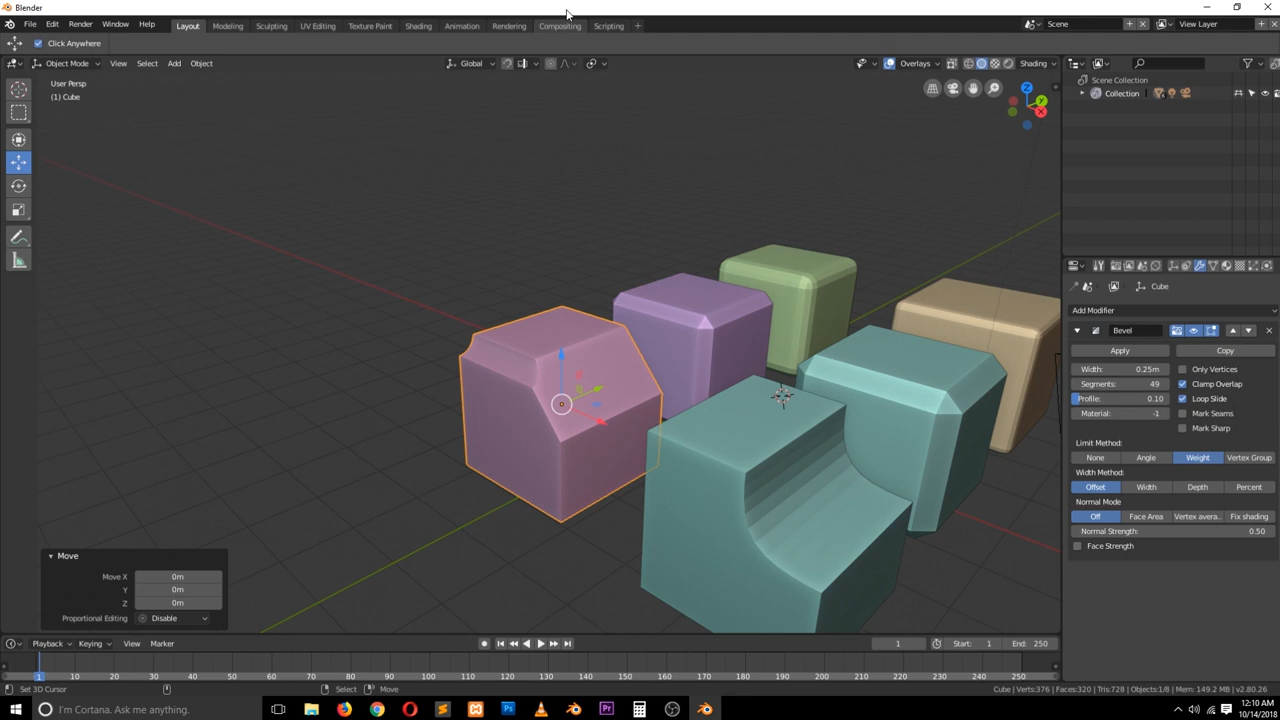 Blender
File Edit Render Window Help Layout Modeling Sculpting UV Editing Texture Paint Shading Animation Rendering Compositing Scripting + Scene View Layer
Click Anywhere
Object Mode View Select Add Object Global Overlays Shading
User Persp
(1) Cube
Z
Y
X
Scene Collection
Collection
Cube
Add Modifier
Bevel
Apply Copy
Width: 0.25m Only Vertices
Segments: 49 Clamp Overlap
Profile: 0.10 Loop Slide
Material: -1 Mark Seams
Mark Sharp
Limit Method:
None Angle Weight Vertex Group
Width Method:
Offset Width Depth Percent
Normal Mode
Off Face Area Vertex avera... Fix shading
Normal Strength: 0.50
Face Strength
Move
Move X 0m
Y 0m
Z 0m
Proportional Editing Disable
Playback Keying View Marker 1 Start: 1 End: 250
1 10 20 30 40 50 60 70 80 90 100 110 120 130 140 150 160 170 180 190 200 210 220 230 240 250
Set 3D Cursor Select Move Cube | Verts:376 | Faces:320 | Tris:728 | Objects:1/8 | Mem: 149.2 MB | v2.80.26
I'm Cortana. Ask me anything. Ps Pr 12:10 AM
10/14/2018